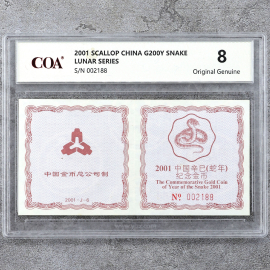 COA
2001 SCALLOP CHINA G200Y SNAKE
LUNAR SERIES
S/N 002188
8
Original Genuine
中国金币总公司制
2001-J-6
2001 中国辛巳(蛇年)
纪念金币
The Commemorative Gold Coin
of Year of the Snake 2001
№ 002188